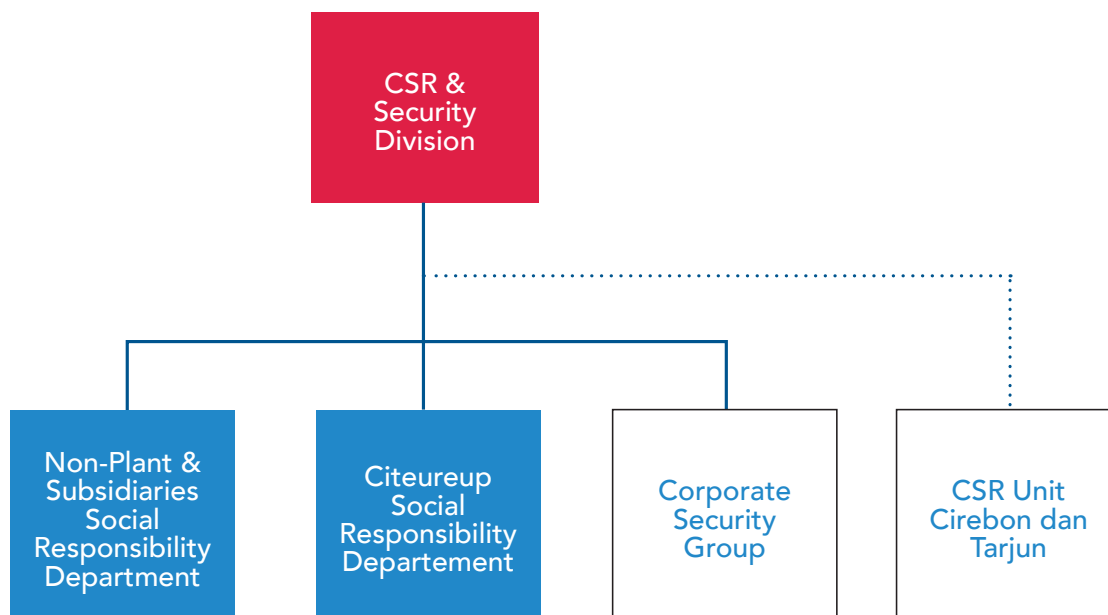 CSR &
Security
Division
Non-Plant &
Subsidiaries
Social
Responsibility
Department
Citeureup
Social
Responsibility
Departement
Corporate
Security
Group
CSR Unit
Cirebon dan
Tarjun